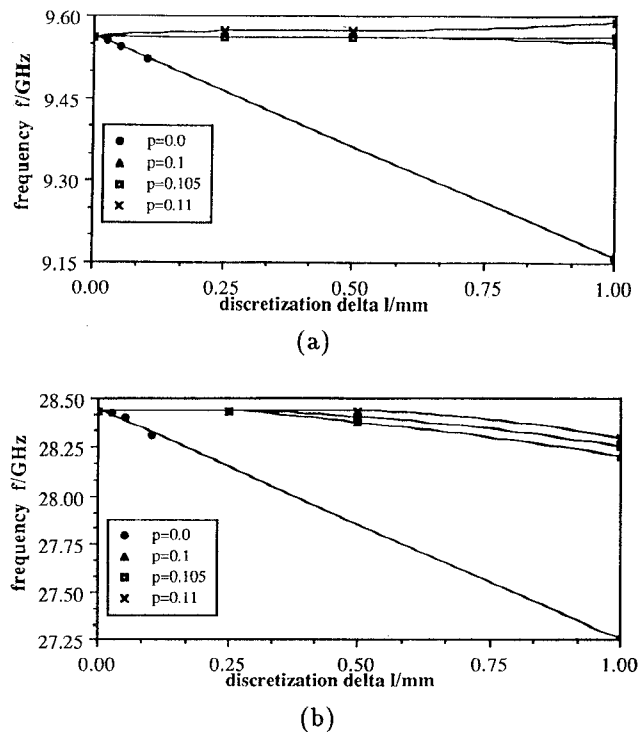 9.60
9.45
9.30
9.15
frequency f/GHz
p=0.0
p=0.1
p=0.105
p=0.11
0.00 0.25 0.50 0.75 1.00
discretization delta l/mm
(a)
28.50
28.25
28.00
27.75
27.50
27.25
frequency f/GHz
p=0.0
p=0.1
p=0.105
p=0.11
0.00 0.25 0.50 0.75 1.00
discretization delta l/mm
(b)